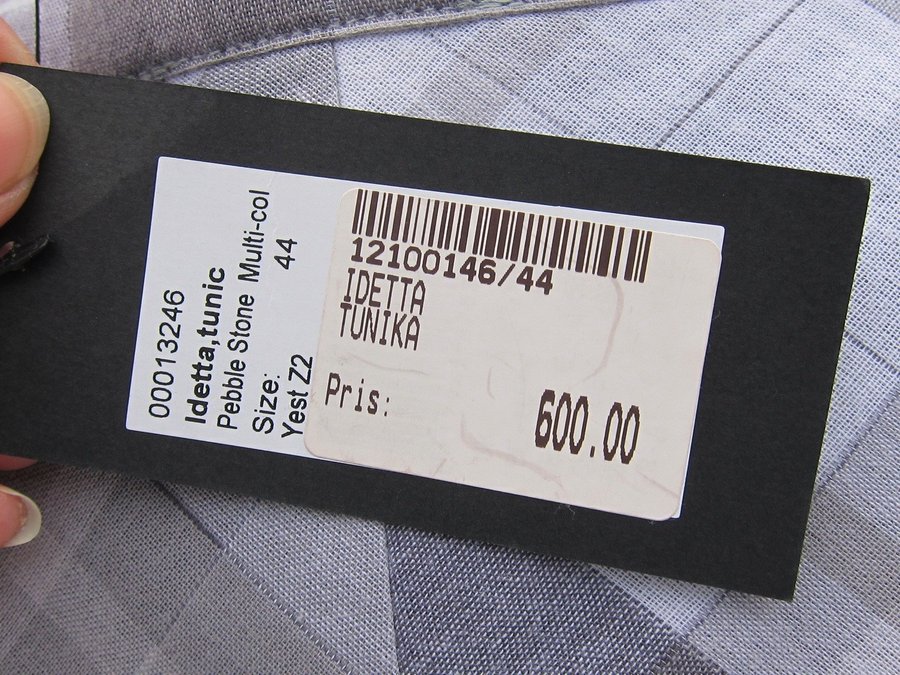 00013246
Idetta,tunic
Pebble Stone Multi-col
Size: 44
Yest Z2
12100146/44
IDETTA
TUNIKA
Pris: 600.00